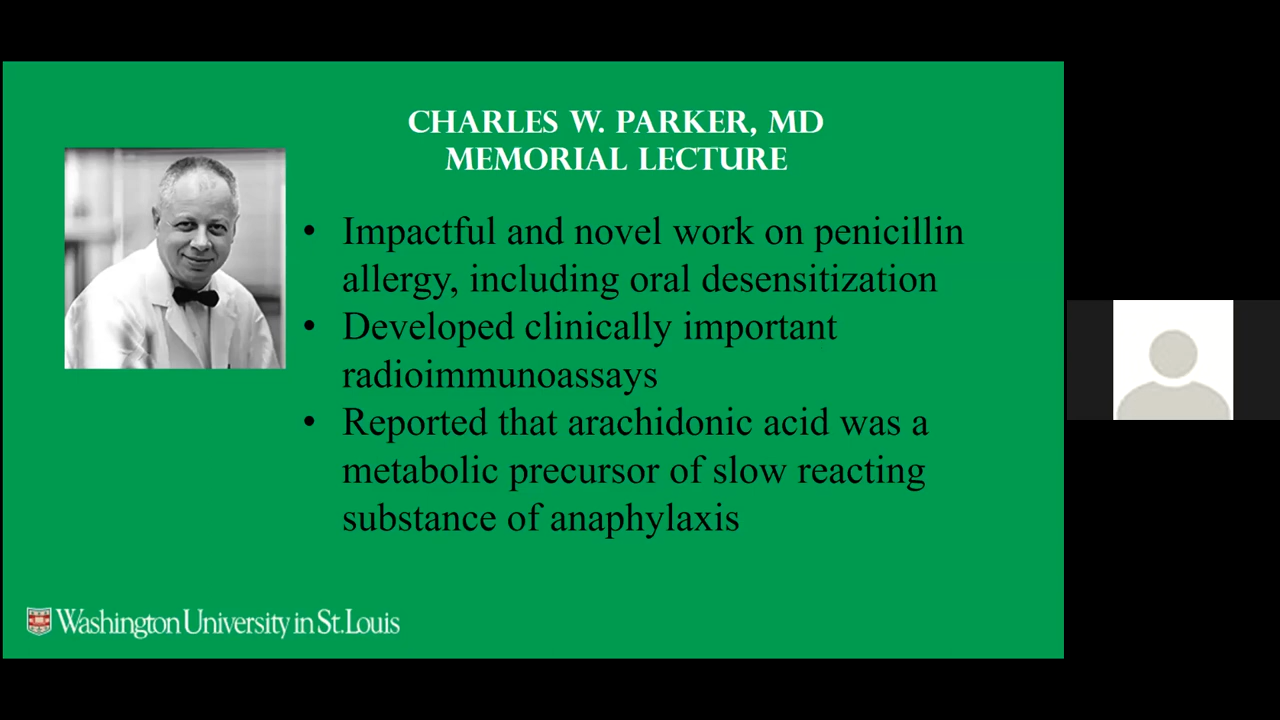 CHARLES W. PARKER, MD
MEMORIAL LECTURE
• Impactful and novel work on penicillin
allergy, including oral desensitization
• Developed clinically important
radioimmunoassays
• Reported that arachidonic acid was a
metabolic precursor of slow reacting
substance of anaphylaxis
Washington University in St. Louis